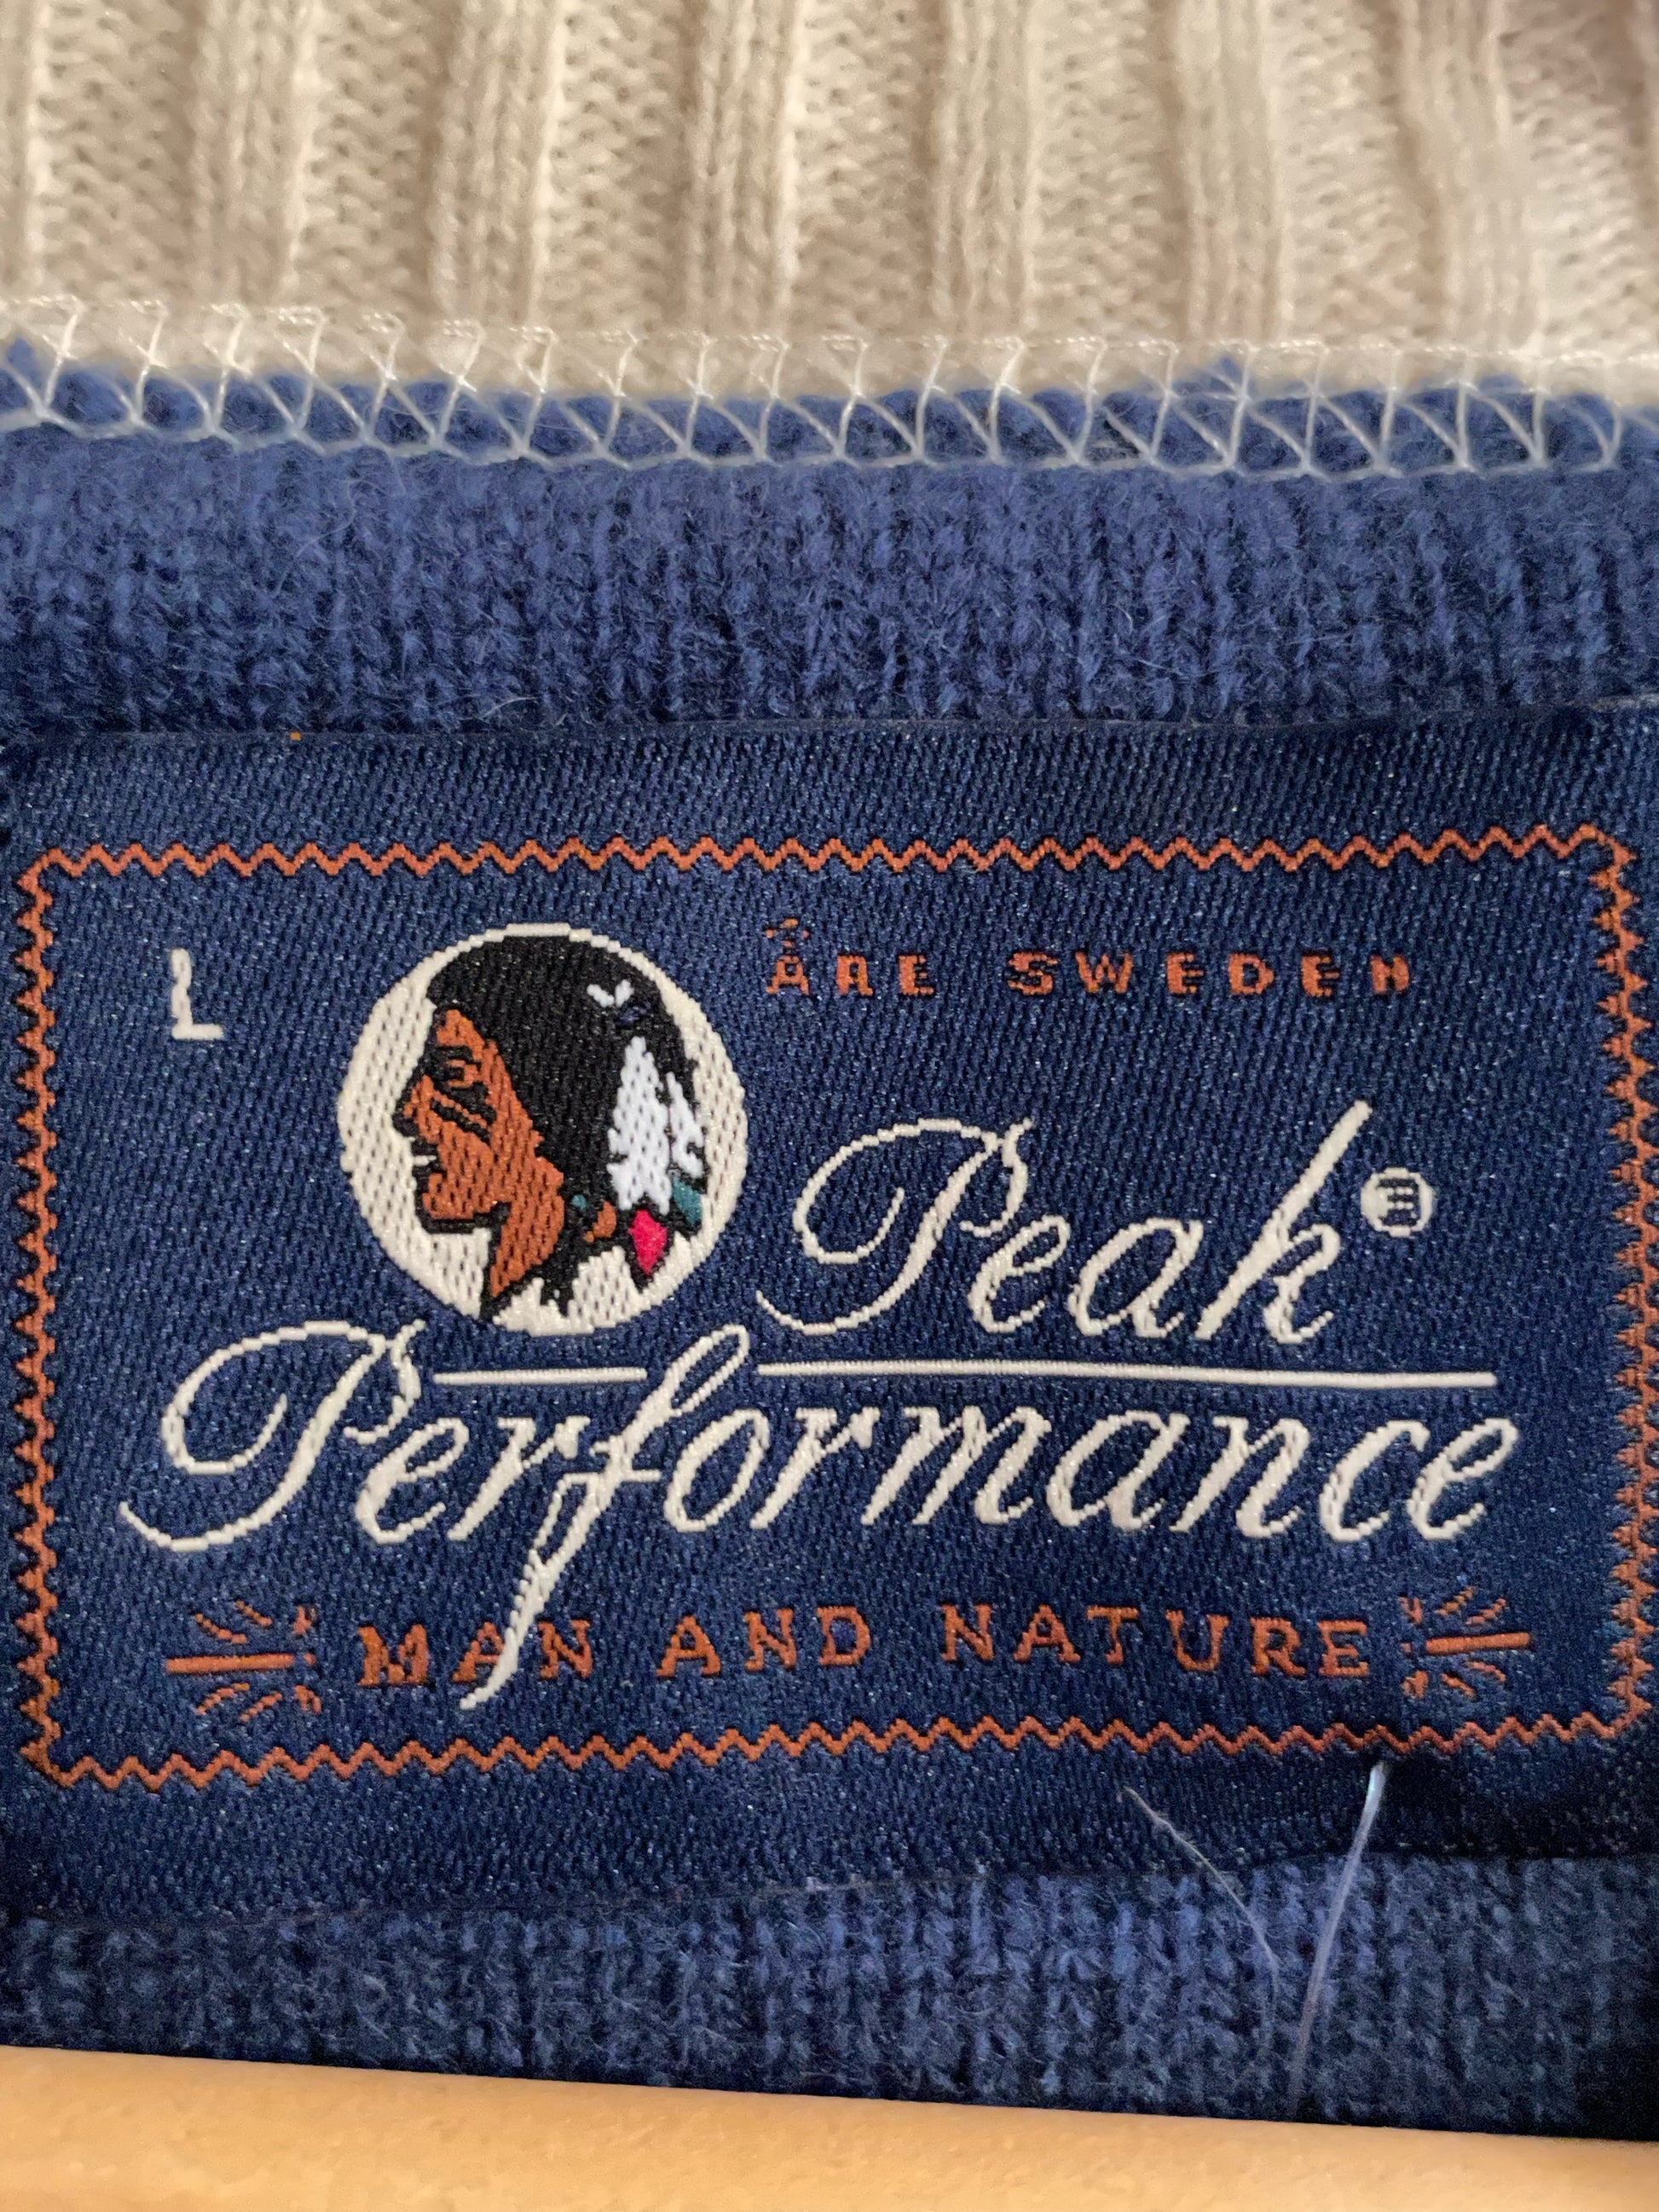 L
ÅRE SWEDEN
Peak®
Performance
MAN AND NATURE